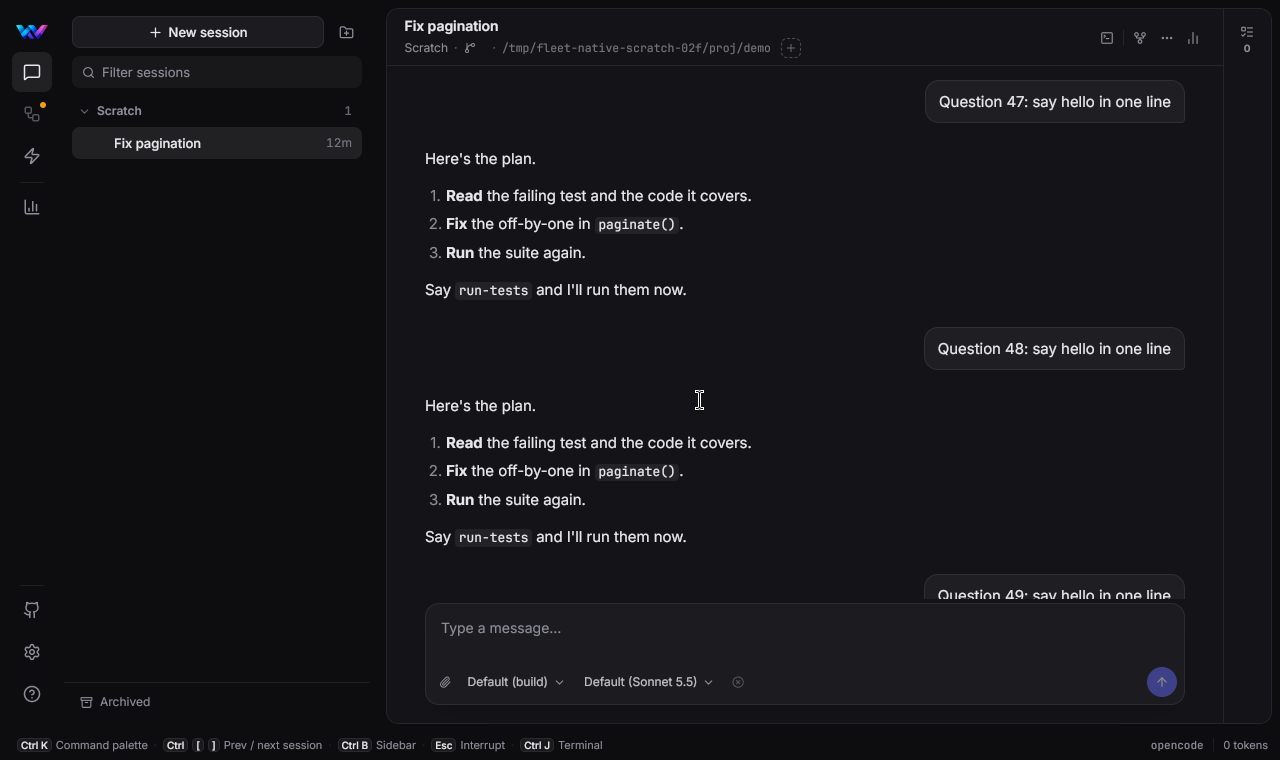 New session
Filter sessions
Scratch 1
Fix pagination 12m
Archived
Fix pagination
Scratch · · /tmp/fleet-native-scratch-02f/proj/demo
0
Question 47: say hello in one line
Here's the plan.
1. Read the failing test and the code it covers.
2. Fix the off-by-one in paginate().
3. Run the suite again.
Say run-tests and I'll run them now.
Question 48: say hello in one line
Here's the plan.
1. Read the failing test and the code it covers.
2. Fix the off-by-one in paginate().
3. Run the suite again.
Say run-tests and I'll run them now.
Question 49: say hello in one line
Type a message...
Default (build) Default (Sonnet 5.5)
Ctrl K Command palette · Ctrl [ ] Prev / next session · Ctrl B Sidebar · Esc Interrupt · Ctrl J Terminal opencode 0 tokens